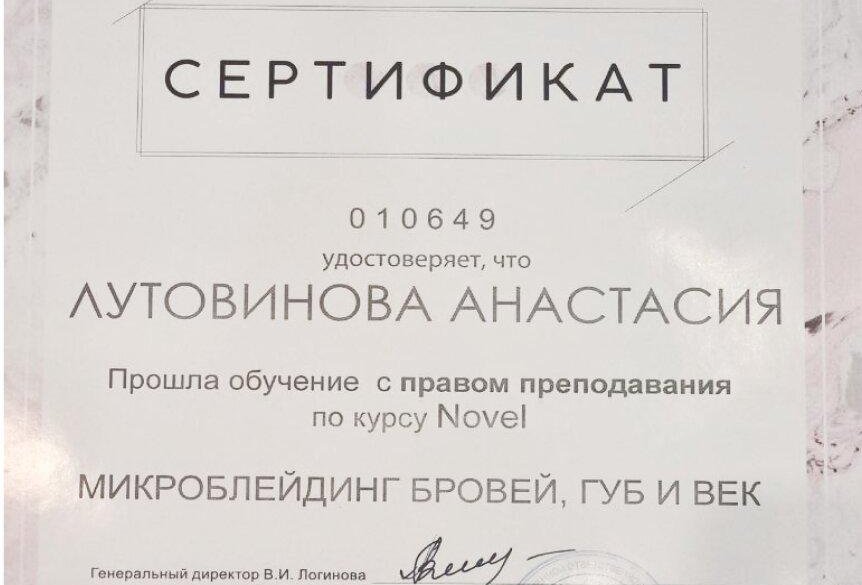 СЕРТИФИКАТ
010649
удостоверяет, что
ЛУТОВИНОВА АНАСТАСИЯ
Прошла обучение с правом преподавания
по курсу Novel
МИКРОБЛЕЙДИНГ БРОВЕЙ, ГУБ И ВЕК
Генеральный директор В.И. Логинова